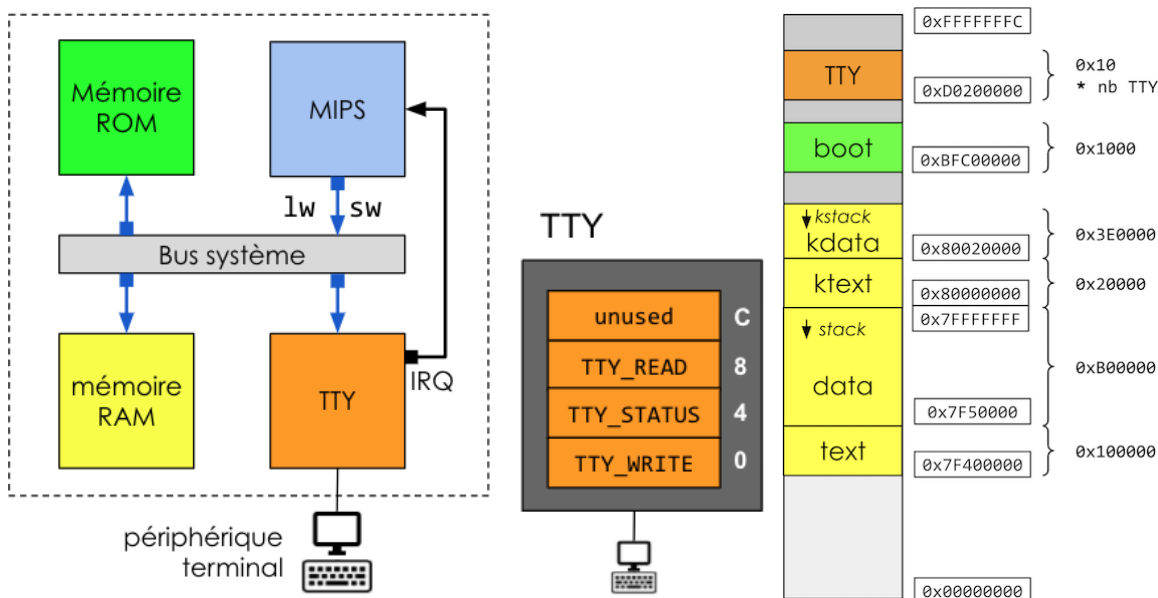 Mémoire
ROM
MIPS
lw sw
Bus système
mémoire
RAM
TTY
IRQ
périphérique
terminal
TTY
unused C
TTY_READ 8
TTY_STATUS 4
TTY_WRITE 0
0xFFFFFFFC
TTY
0xD0200000
0x10
* nb TTY
boot
0xBFC00000
0x1000
kstack
kdata
0x80020000
0x3E0000
ktext
0x80000000
0x20000
0x7FFFFFFF
stack
data
0x7F50000
0xB00000
text
0x7F400000
0x100000
0x00000000